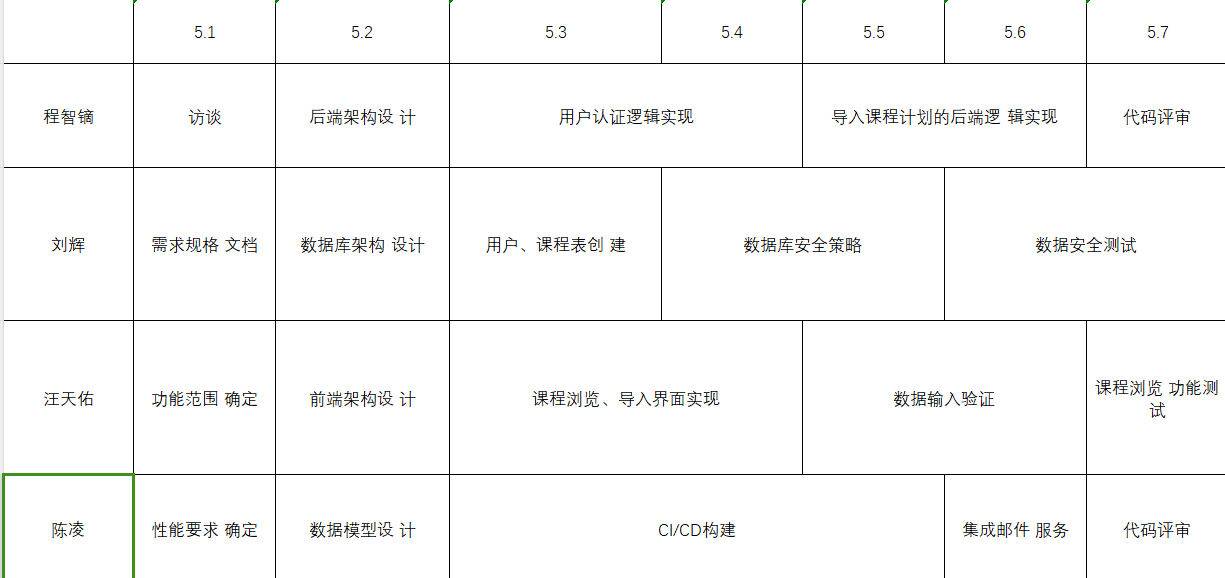 5.1 5.2 5.3 5.4 5.5 5.6 5.7
程智镝 访谈 后端架构设 计 用户认证逻辑实现 导入课程计划的后端逻 辑实现 代码评审
刘辉 需求规格 文档 数据库架构 设计 用户、课程表创 建 数据库安全策略 数据安全测试
汪天佑 功能范围 确定 前端架构设 计 课程浏览、导入界面实现 数据输入验证 课程浏览 功能测
试
陈凌 性能要求 确定 数据模型设 计 CI/CD构建 集成邮件 服务 代码评审